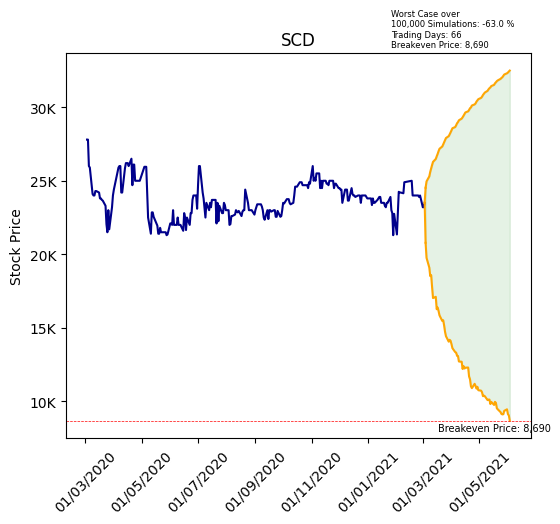 Worst Case over
100,000 Simulations: -63.0 %
Trading Days: 66
Breakeven Price: 8,690
SCD
Stock Price
30K
25K
20K
15K
10K
Breakeven Price: 8,690
01/03/2020
01/05/2020
01/07/2020
01/09/2020
01/11/2020
01/01/2021
01/03/2021
01/05/2021